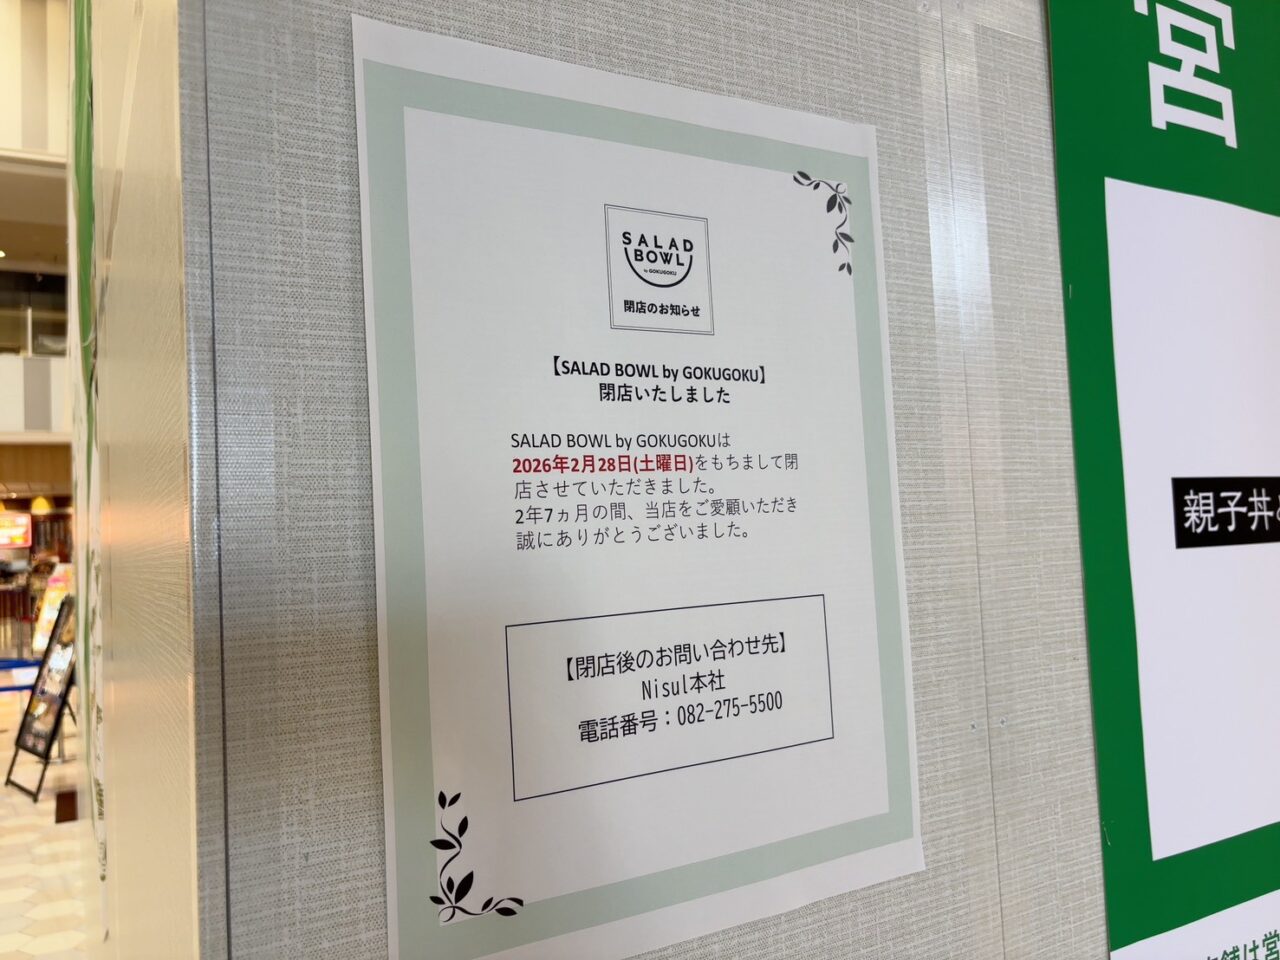 SALAD
BOWL
by GOKUGOKU
閉店のお知らせ
【SALAD BOWL by GOKUGOKU】
閉店いたしました
SALAD BOWL by GOKUGOKUは
2026年2月28日(土曜日)をもちまして閉
店させていただきました。
2年7ヵ月の間、当店をご愛顧いただき
誠にありがとうございました。
【閉店後のお問い合わせ先】
Nisul本社
電話番号：082-275-5500
宮
親子丼
舗は営